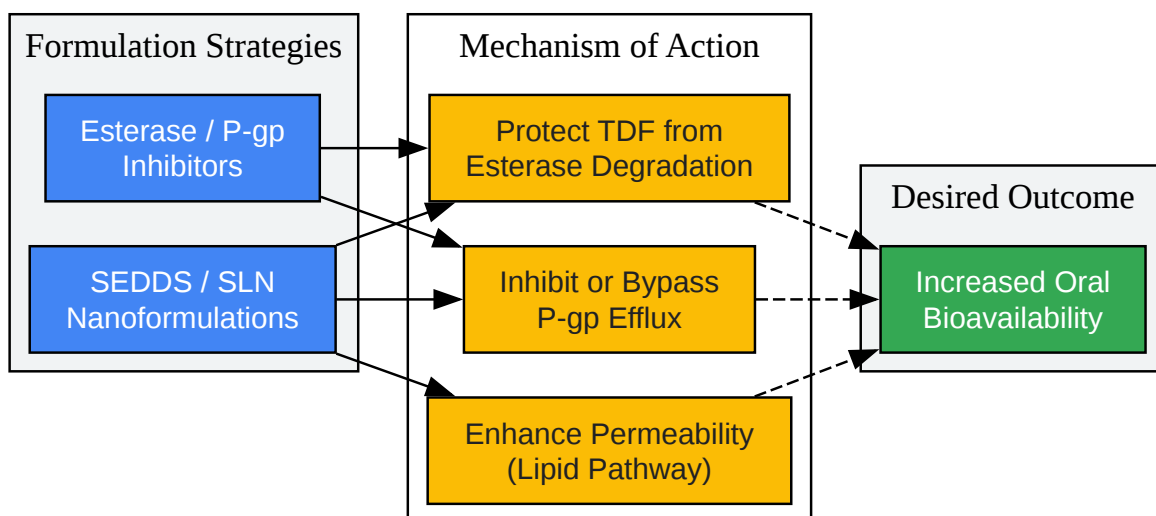 Formulation Strategies
Esterase / P-gp
Inhibitors
SEDDS / SLN
Nanoformulations
Mechanism of Action
Protect TDF from
Esterase Degradation
Inhibit or Bypass
P-gp Efflux
Enhance Permeability
(Lipid Pathway)
Desired Outcome
Increased Oral
Bioavailability